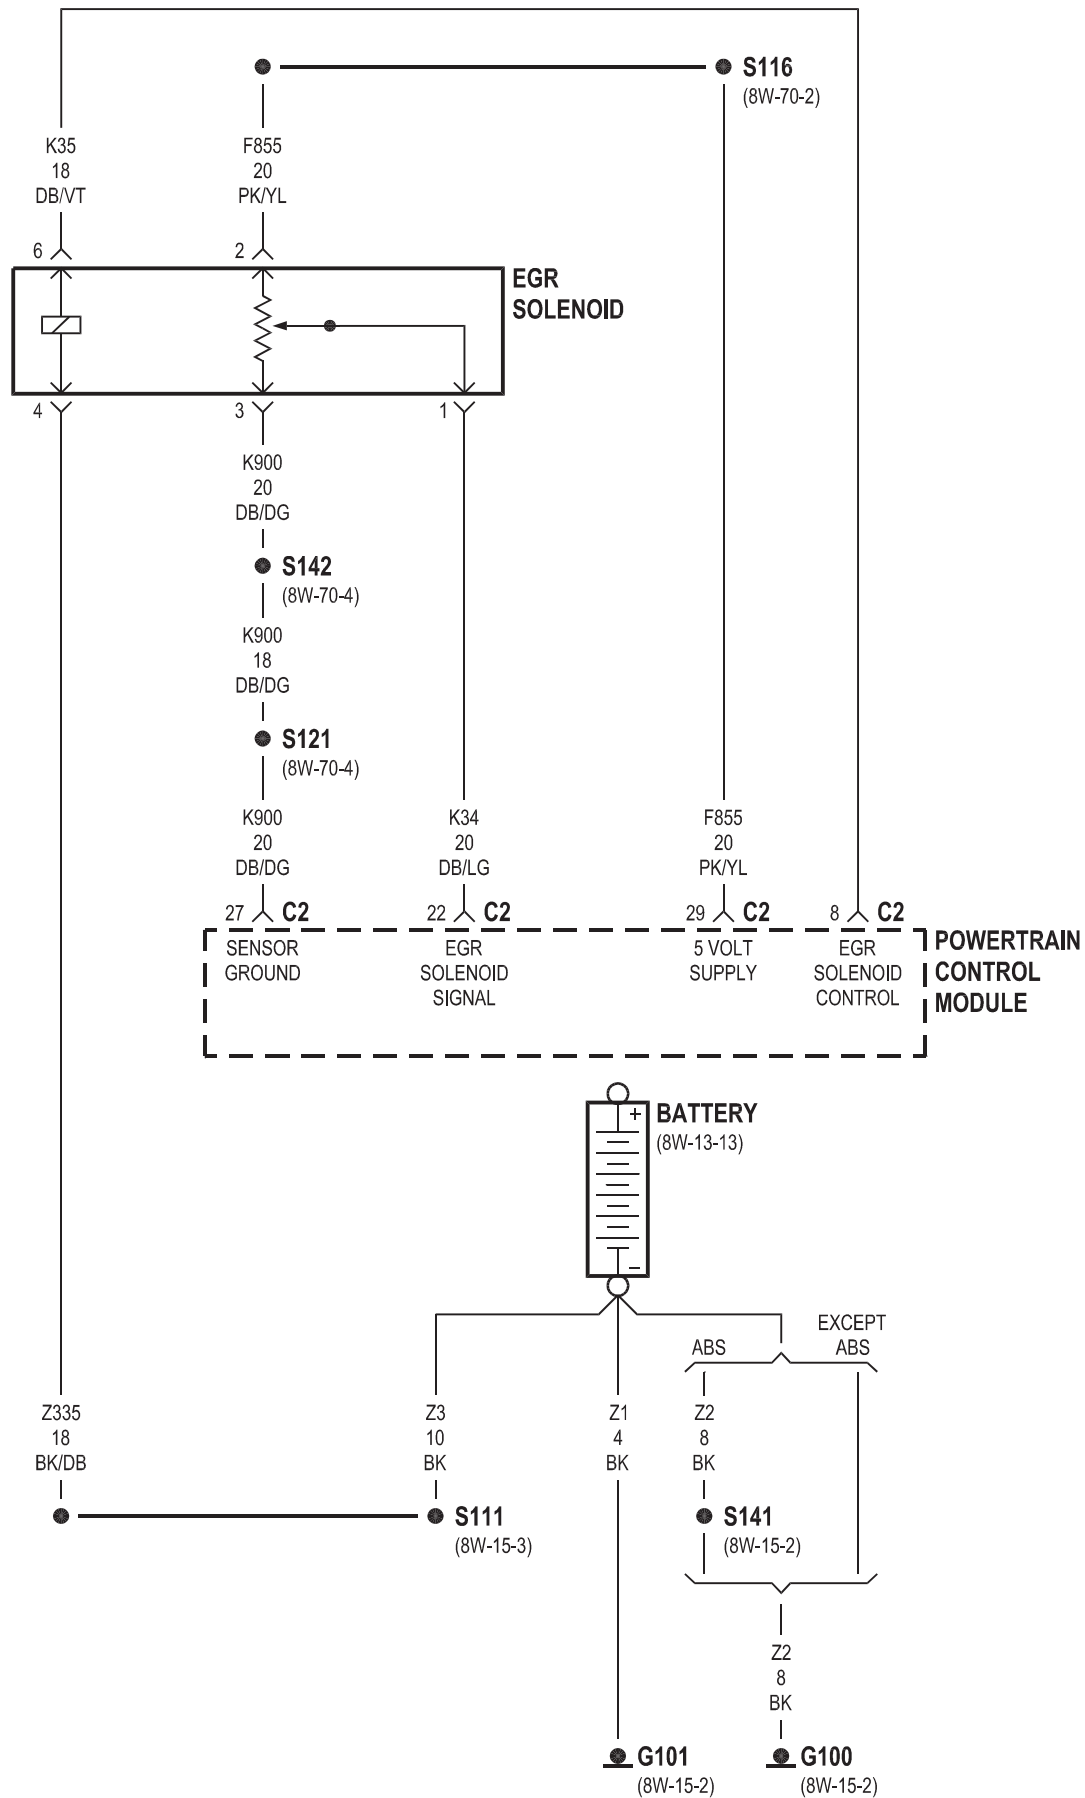 S116
(8W-70-2)
K35
18
DB/VT
F855
20
PK/YL
6
2
EGR
SOLENOID
4
3
1
K900
20
DB/DG
S142
(8W-70-4)
K900
18
DB/DG
S121
(8W-70-4)
K900
20
DB/DG
K34
20
DB/LG
F855
20
PK/YL
27 C2
22 C2
29 C2
8 C2
SENSOR
GROUND
EGR
SOLENOID
SIGNAL
5 VOLT
SUPPLY
EGR
SOLENOID
CONTROL
POWERTRAIN
CONTROL
MODULE
+
BATTERY
(8W-13-13)
–
ABS
EXCEPT
ABS
Z335
18
BK/DB
Z3
10
BK
Z1
4
BK
Z2
8
BK
S111
(8W-15-3)
S141
(8W-15-2)
Z2
8
BK
G101
(8W-15-2)
G100
(8W-15-2)